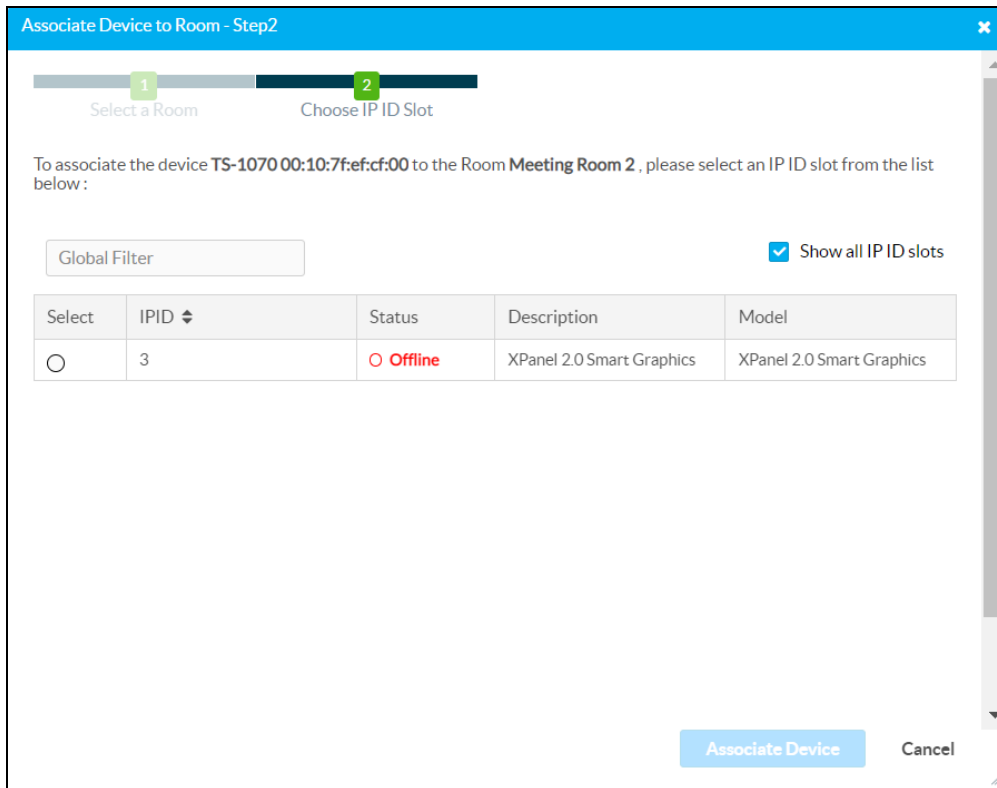 Associate Device to Room - Step2
1
2
Select a Room
Choose IP ID Slot
To associate the device TS-1070 00:10:7f:ef:cf:00 to the Room Meeting Room 2 , please select an IP ID slot from the list
below :
Global Filter
Show all IP ID slots
Select IPID Status Description Model
3 Offline XPanel 2.0 Smart Graphics XPanel 2.0 Smart Graphics
Associate Device Cancel